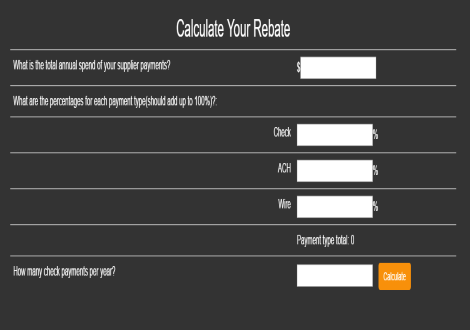 Calculate Your Rebate
What is the total annual spend of your supplier payments? $
What are the percentages for each payment type(should add up to 100%)?:
Check %
ACH %
Wire %
Payment type total: 0
How many check payments per year? Calculate